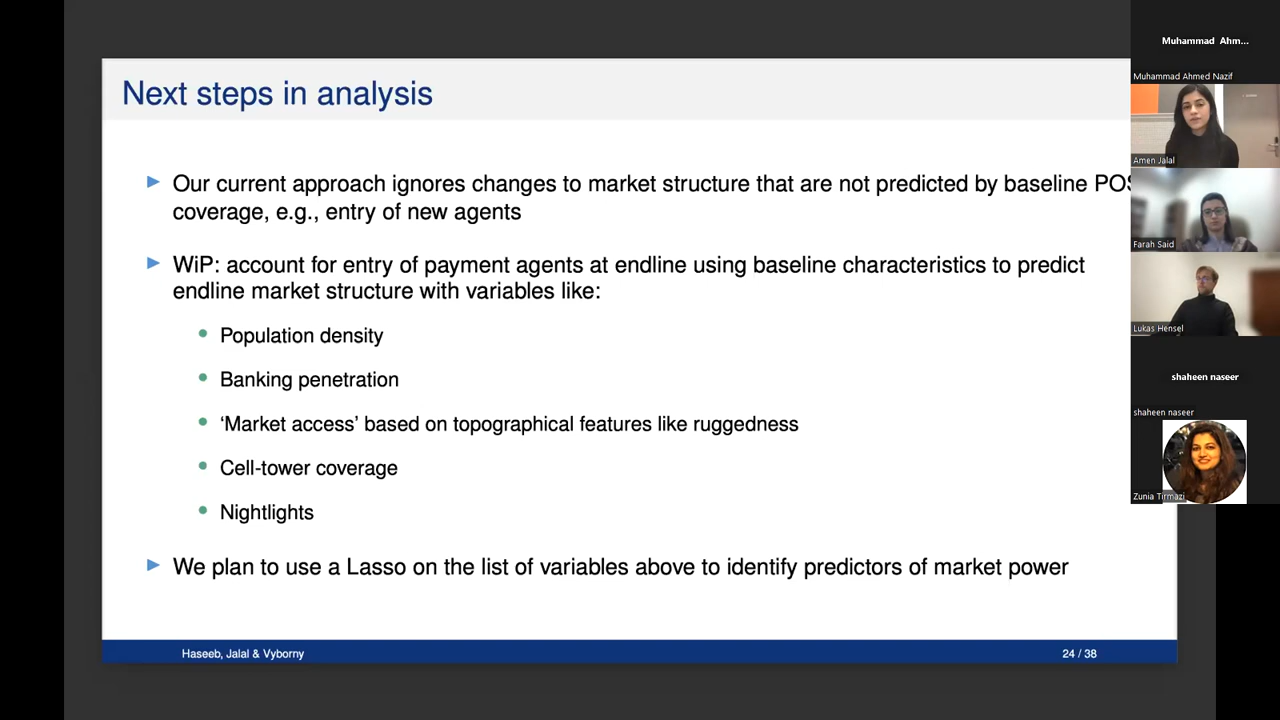 Next steps in analysis
Our current approach ignores changes to market structure that are not predicted by baseline POS
coverage, e.g., entry of new agents
WiP: account for entry of payment agents at endline using baseline characteristics to predict
endline market structure with variables like:
Population density
Banking penetration
‘Market access’ based on topographical features like ruggedness
Cell-tower coverage
Nightlights
We plan to use a Lasso on the list of variables above to identify predictors of market power
Haseeb, Jalal & Vyborny
24 / 38
Muhammad Ahm...
Muhammad Ahmed Nazif
Amen Jalal
Farah Said
Lukas Hensel
shaheen naseer
shaheen naseer
Zunia Tirmazi